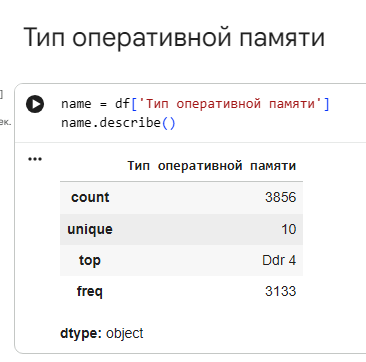 Тип оперативной памяти
]
ек.
name = df['Тип оперативной памяти']
name.describe()
Тип оперативной памяти
count 3856
unique 10
top Ddr 4
freq 3133
dtype: object